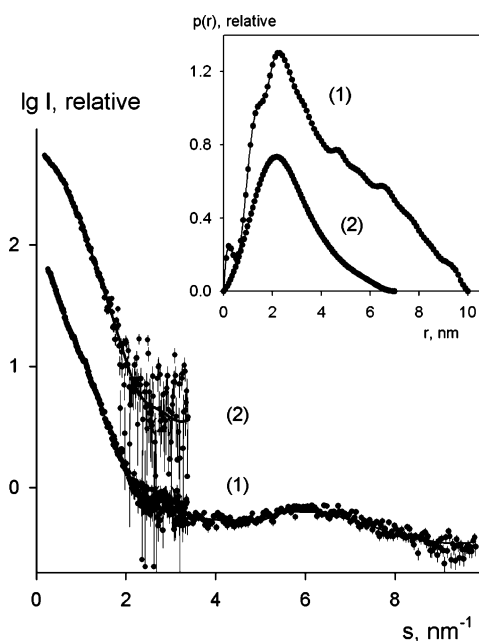 p(r), relative
1.2
0.8
0.4
0.0
0 2 4 6 8 10
r, nm
(1)
(2)
lg I, relative
2
1
0
(2)
(1)
0 2 4 6 8
s, nm⁻¹